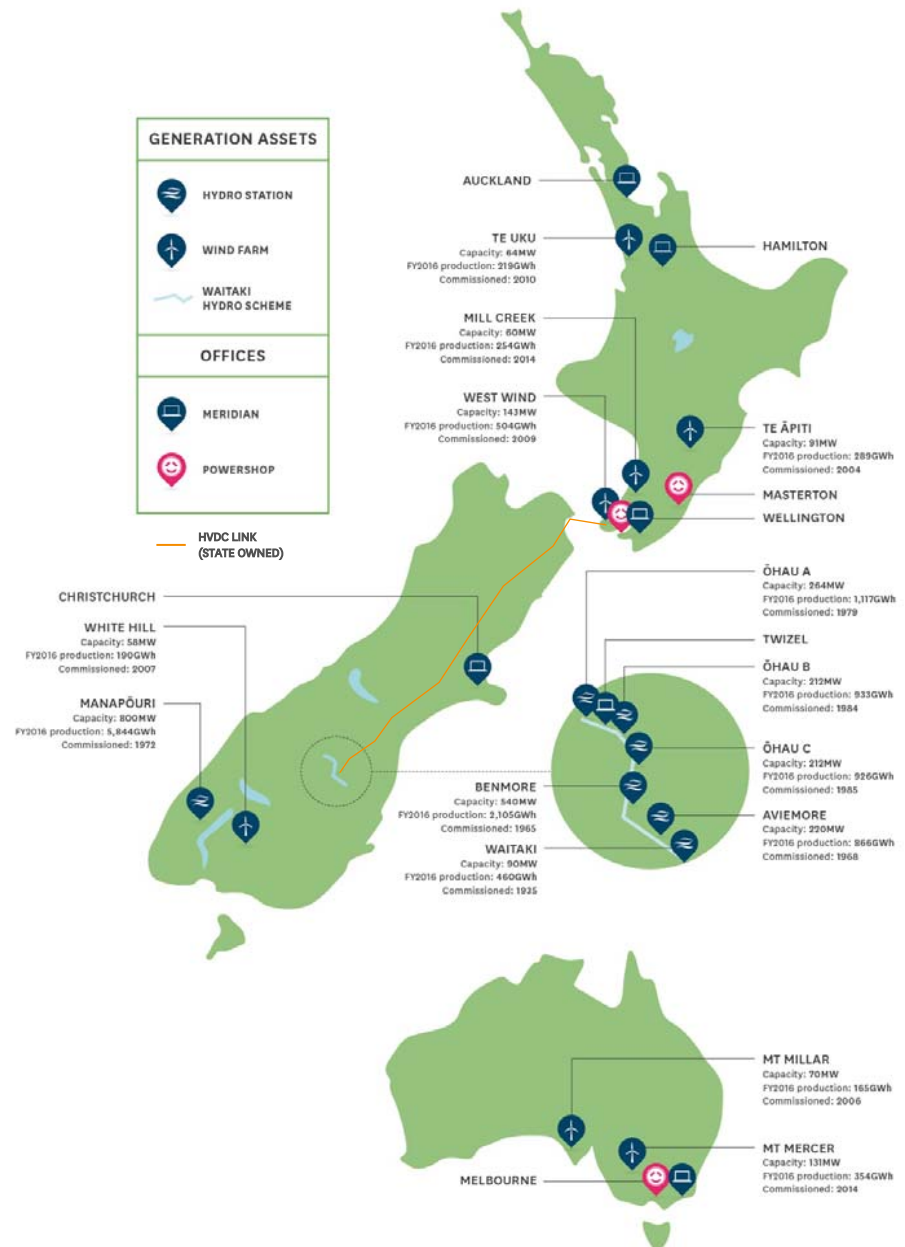 GENERATION ASSETS
HYDRO STATION
WIND FARM
WAITAKI
HYDRO SCHEME
OFFICES
MERIDIAN
POWERSHOP
HVDC LINK
(STATE OWNED)
AUCKLAND
TE UKU
Capacity: 64MW
FY2016 production: 219GWh
Commissioned: 2010
HAMILTON
MILL CREEK
Capacity: 60MW
FY2016 production: 254GWh
Commissioned: 2014
WEST WIND
Capacity: 143MW
FY2016 production: 504GWh
Commissioned: 2009
TE ĀPITI
Capacity: 91MW
FY2016 production: 289GWh
Commissioned: 2004
MASTERTON
WELLINGTON
CHRISTCHURCH
WHITE HILL
Capacity: 58MW
FY2016 production: 190GWh
Commissioned: 2007
MANAPŌURI
Capacity: 800MW
FY2016 production: 5,844GWh
Commissioned: 1972
ŌHAU A
Capacity: 264MW
FY2016 production: 1,117GWh
Commissioned: 1979
TWIZEL
ŌHAU B
Capacity: 212MW
FY2016 production: 933GWh
Commissioned: 1984
ŌHAU C
Capacity: 212MW
FY2016 production: 926GWh
Commissioned: 1985
BENMORE
Capacity: 540MW
FY2016 production: 2,105GWh
Commissioned: 1965
AVIEMORE
Capacity: 220MW
FY2016 production: 866GWh
Commissioned: 1968
WAITAKI
Capacity: 90MW
FY2016 production: 460GWh
Commissioned: 1935
MT MILLAR
Capacity: 70MW
FY2016 production: 165GWh
Commissioned: 2006
MT MERCER
Capacity: 131MW
FY2016 production: 354GWh
Commissioned: 2014
MELBOURNE